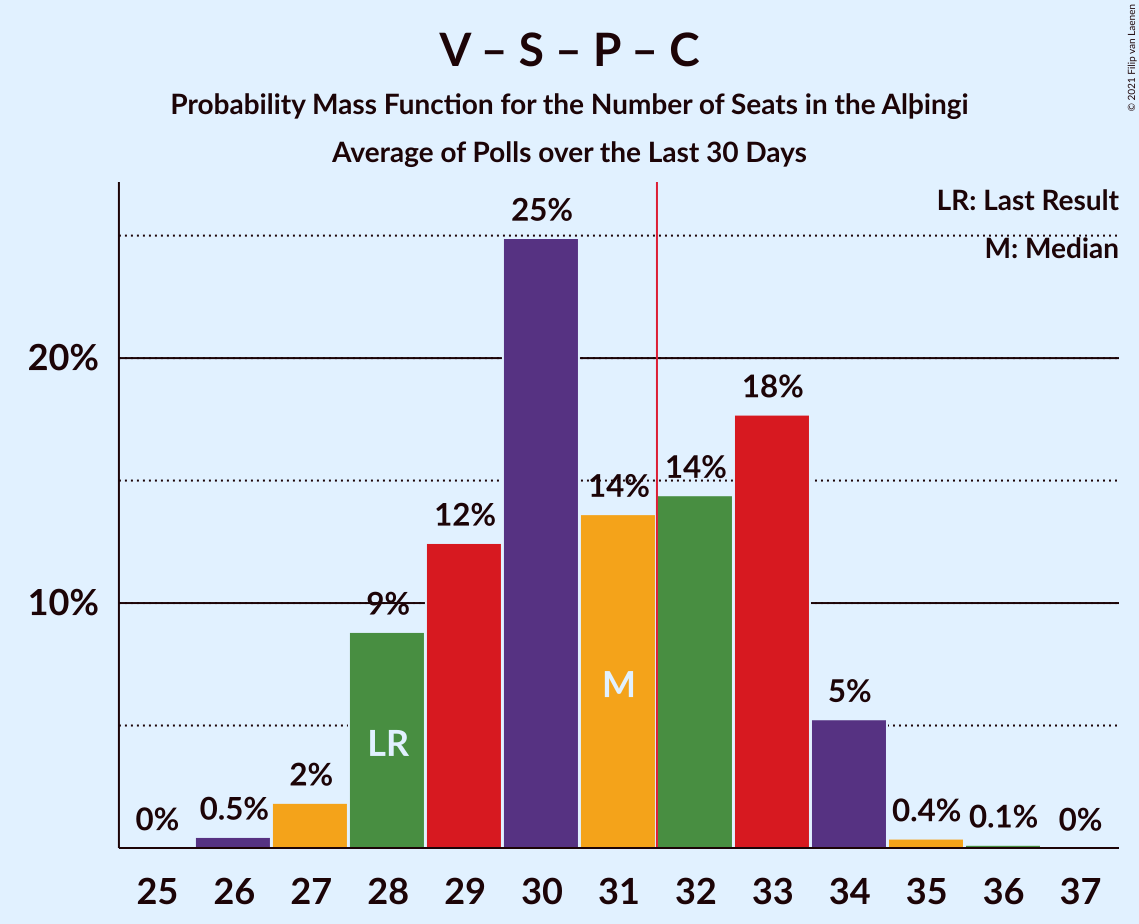 V – S – P – C
Probability Mass Function for the Number of Seats in the Alþingi
Average of Polls over the Last 30 Days
© 2021 Filip van Laenen
LR: Last Result
M: Median
20%
10%
0%
0.5%
2%
9%
12%
25%
14%
14%
18%
5%
0.4%
0.1%
0%
LR
M
25 26 27 28 29 30 31 32 33 34 35 36 37